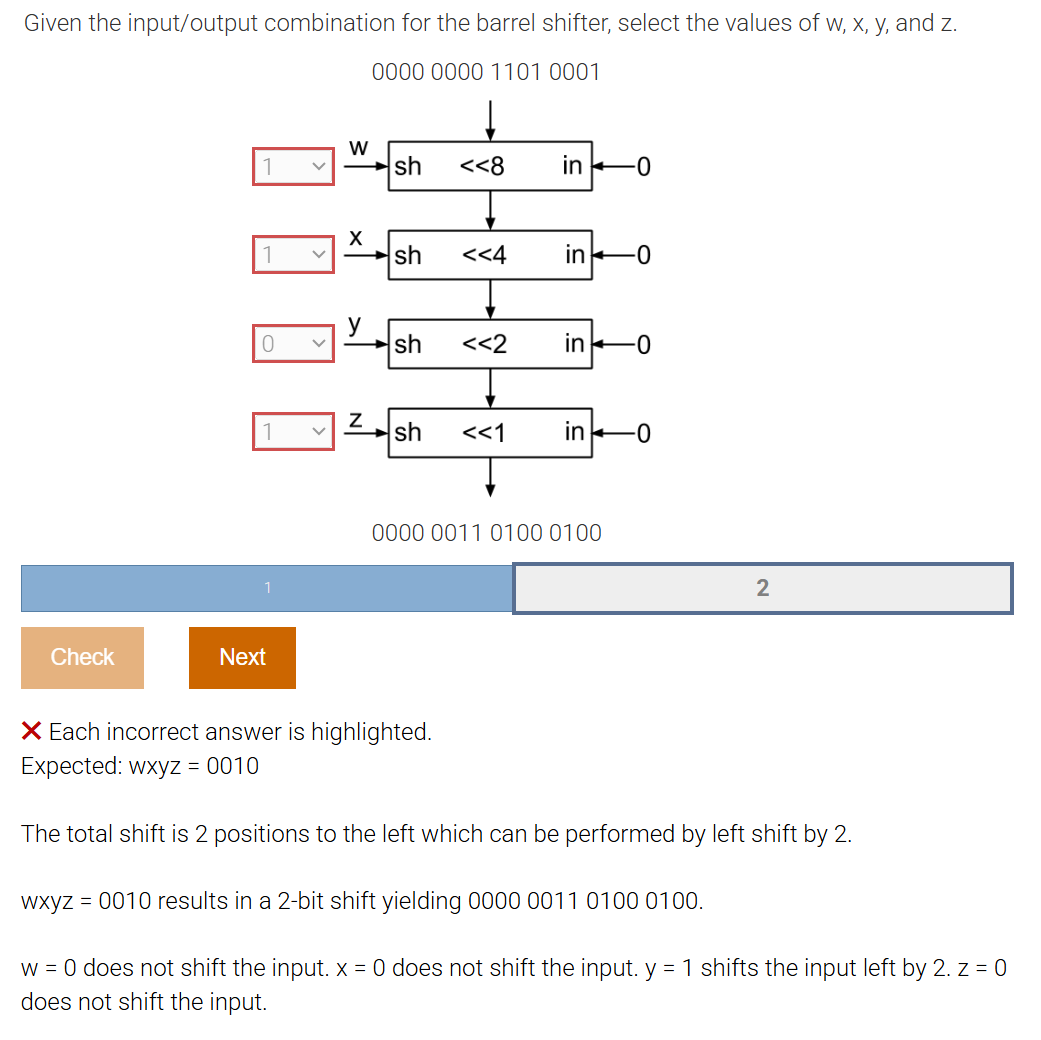 Given the input/output combination for the barrel shifter, select the values of w, x, y, and z.
0000 0000 1101 0001
1 w sh <<8 in 0
1 x sh <<4 in 0
0 y sh <<2 in 0
1 z sh <<1 in 0
0000 0011 0100 0100
1 2
Check Next
Each incorrect answer is highlighted.
Expected: wxyz = 0010
The total shift is 2 positions to the left which can be performed by left shift by 2.
wxyz = 0010 results in a 2-bit shift yielding 0000 0011 0100 0100.
w = 0 does not shift the input. x = 0 does not shift the input. y = 1 shifts the input left by 2. z = 0
does not shift the input.